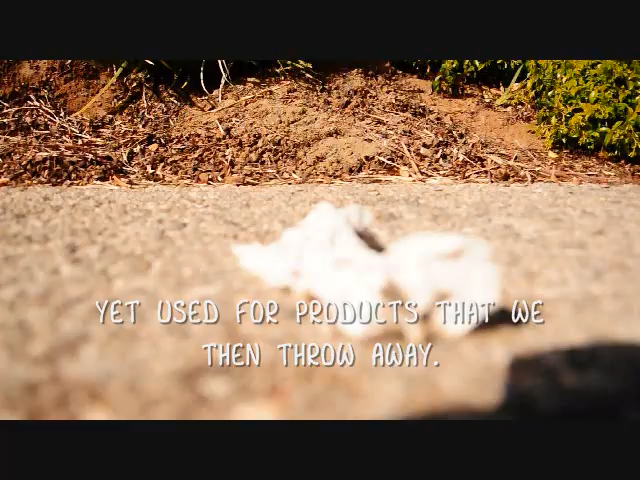 YET USED FOR PRODUCTS THAT WE
THEN THROW AWAY.